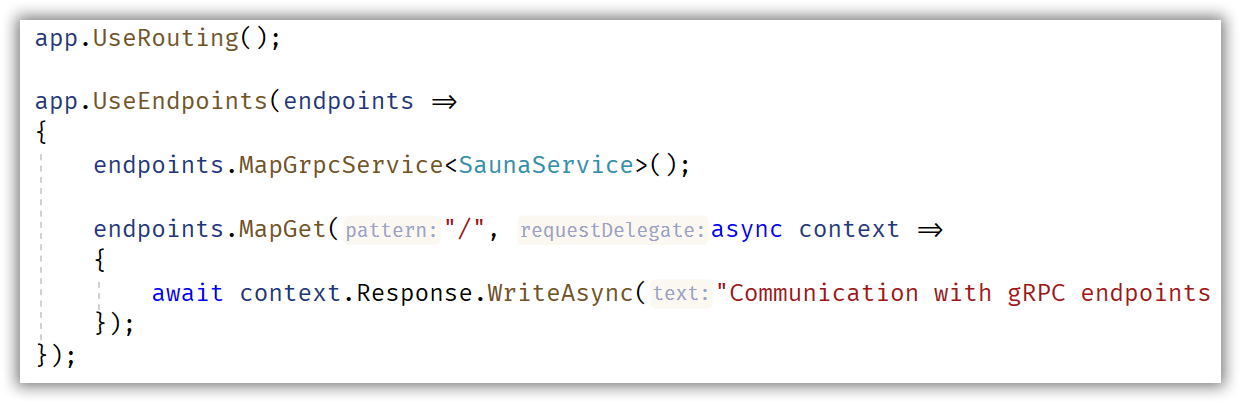 app.UseRouting();
app.UseEndpoints(endpoints =>
{
endpoints.MapGrpcService<SaunaService>();
endpoints.MapGet( pattern: "/", requestDelegate: async context =>
{
await context.Response.WriteAsync( text: "Communication with gRPC endpoints
});
});